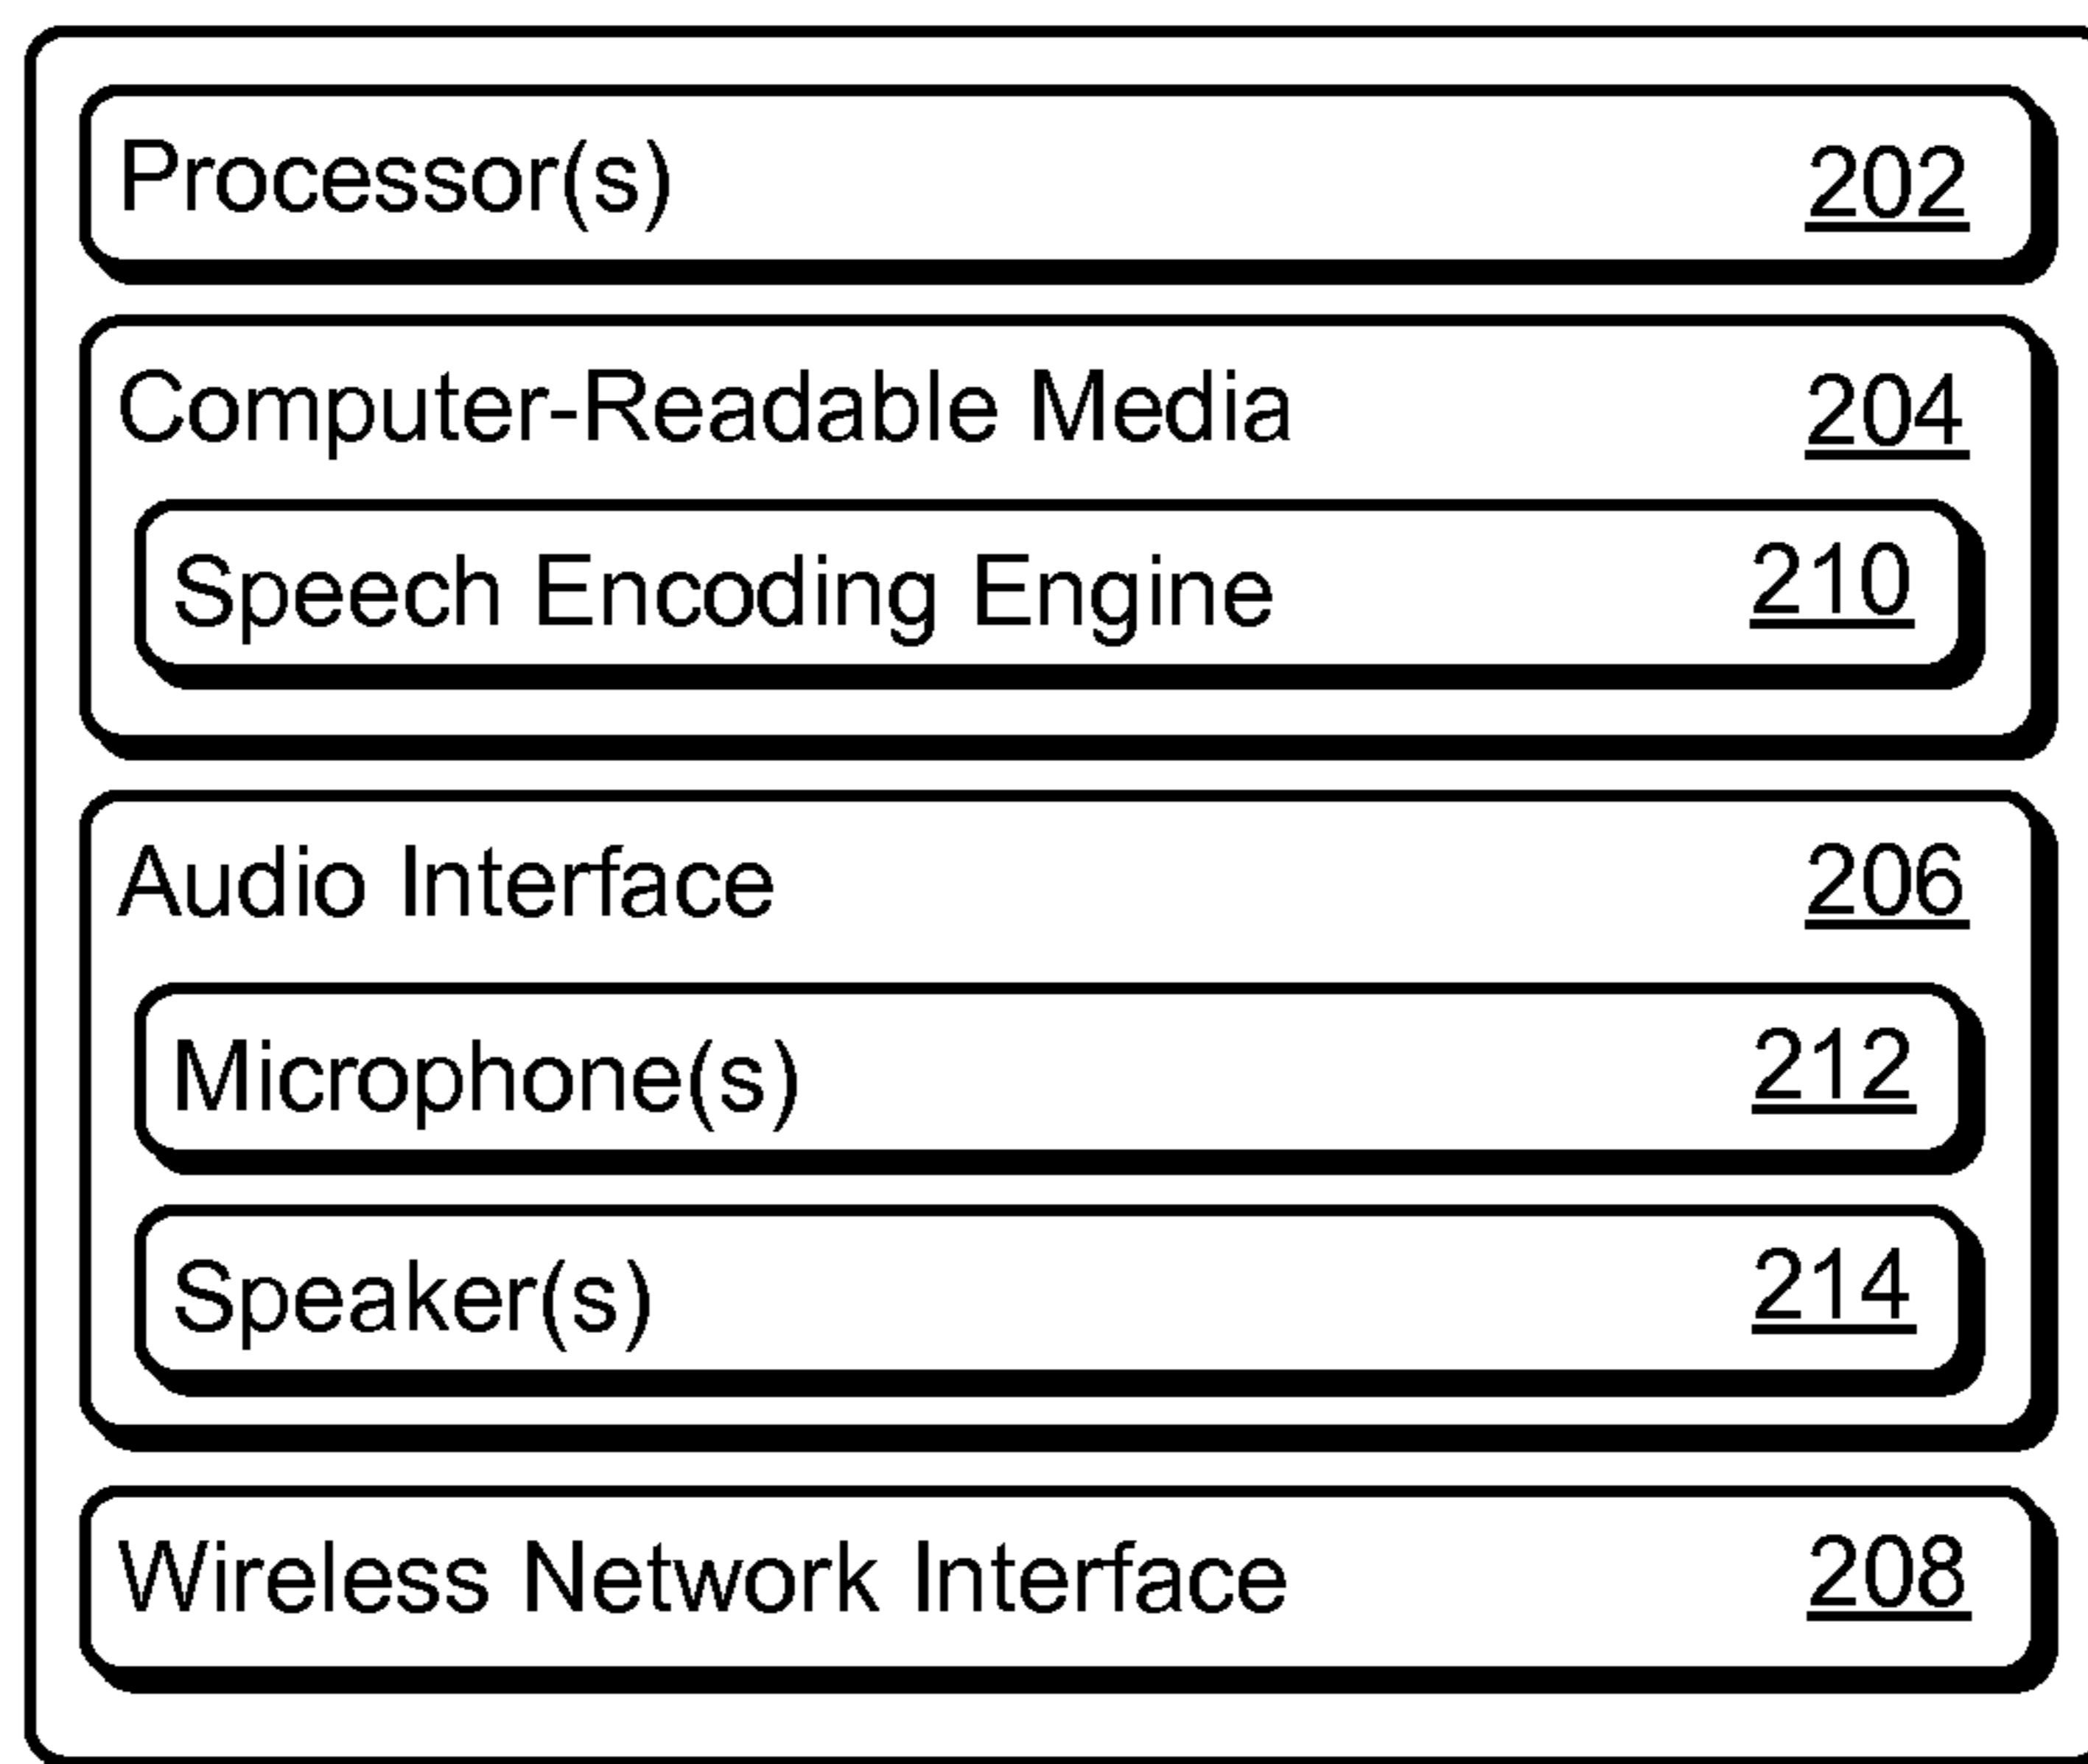 Processor(s) 202
Computer-Readable Media 204
Speech Encoding Engine 210
Audio Interface 206
Microphone(s) 212
Speaker(s) 214
Wireless Network Interface 208